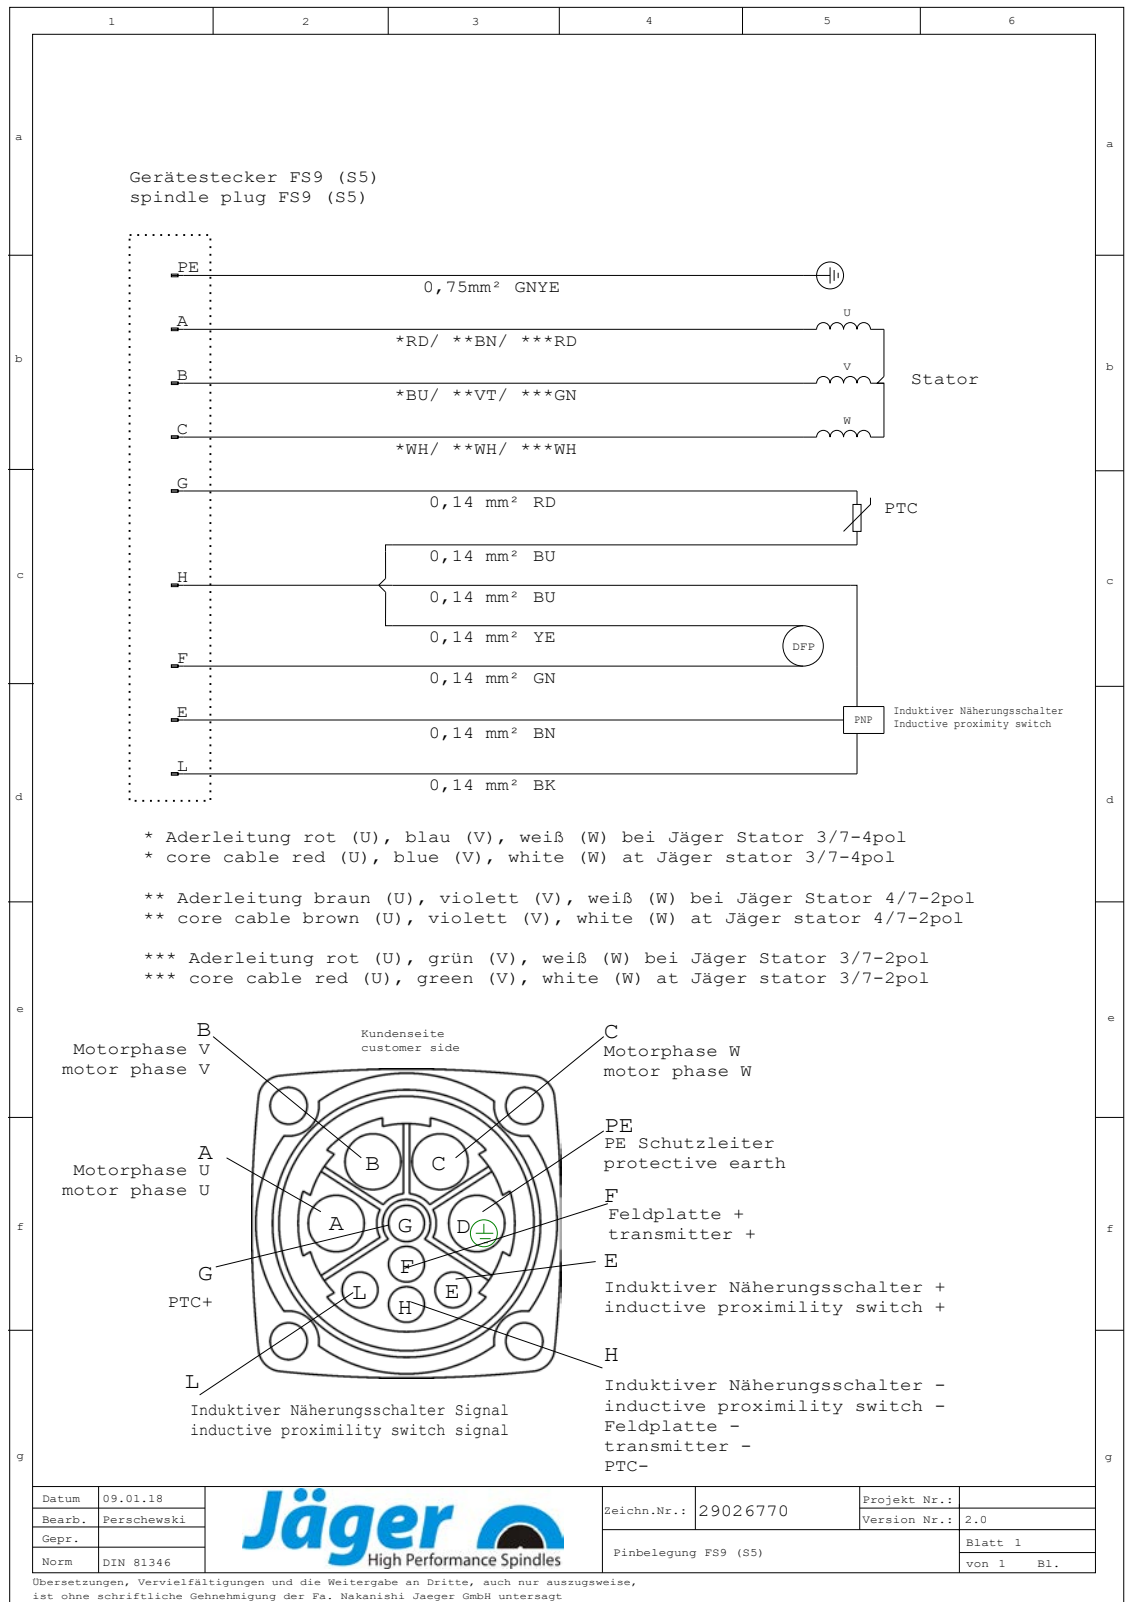 1 2 3 4 5 6
a
a
Gerätestecker FS9 (S5)
spindle plug FS9 (S5)
PE
0,75mm² GNYE
A
*RD/ **BN/ ***RD
U
b
b
B
*BU/ **VT/ ***GN
V
Stator
C
*WH/ **WH/ ***WH
W
G
0,14 mm² RD
PTC
0,14 mm² BU
c
c
H
0,14 mm² BU
0,14 mm² YE
DFP
F
0,14 mm² GN
E
0,14 mm² BN
PNP
Induktiver Näherungsschalter
Inductive proximity switch
L
0,14 mm² BK
d
d
* Aderleitung rot (U), blau (V), weiß (W) bei Jäger Stator 3/7-4pol
* core cable red (U), blue (V), white (W) at Jäger stator 3/7-4pol
** Aderleitung braun (U), violett (V), weiß (W) bei Jäger Stator 4/7-2pol
** core cable brown (U), violett (V), white (W) at Jäger stator 4/7-2pol
*** Aderleitung rot (U), grün (V), weiß (W) bei Jäger Stator 3/7-2pol
*** core cable red (U), green (V), white (W) at Jäger stator 3/7-2pol
e
e
B
Motorphase V
motor phase V
Kundenseite
customer side
C
Motorphase W
motor phase W
A
Motorphase U
motor phase U
PE
PE Schutzleiter
protective earth
F
Feldplatte +
transmitter +
f
f
B
C
A
G
D
F
L
E
H
G
PTC+
E
Induktiver Näherungsschalter +
inductive proximility switch +
H
Induktiver Näherungsschalter -
inductive proximility switch -
Feldplatte -
transmitter -
PTC-
L
Induktiver Näherungsschalter Signal
inductive proximility switch signal
g
g
Datum 09.01.18
Bearb. Perschewski
Gepr.
Norm DIN 81346
Jäger
High Performance Spindles
Zeichn.Nr.: 29026770
Pinbelegung FS9 (S5)
Projekt Nr.:
Version Nr.: 2.0
Blatt 1
von 1 Bl.
Übersetzungen, Vervielfältigungen und die Weitergabe an Dritte, auch nur auszugsweise,
ist ohne schriftliche Gehnehmigung der Fa. Nakanishi Jaeger GmbH untersagt